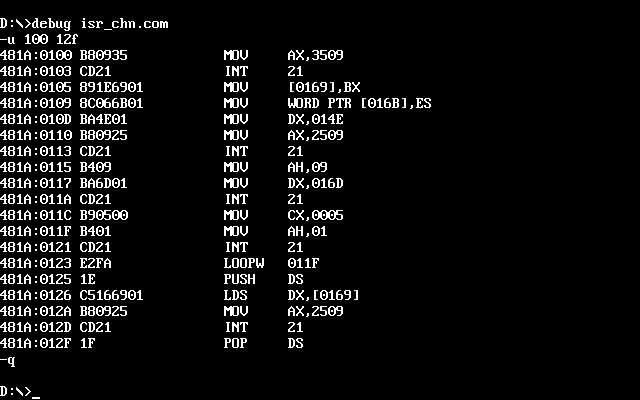 D:\>debug isr_chn.com
-u 100 12f
481A:0100 B80935 MOV AX,3509
481A:0103 CD21 INT 21
481A:0105 891E6901 MOV [0169],BX
481A:0109 8C066B01 MOV WORD PTR [016B],ES
481A:010D BA4E01 MOV DX,014E
481A:0110 B80925 MOV AX,2509
481A:0113 CD21 INT 21
481A:0115 B409 MOV AH,09
481A:0117 BA6D01 MOV DX,016D
481A:011A CD21 INT 21
481A:011C B90500 MOV CX,0005
481A:011F B401 MOV AH,01
481A:0121 CD21 INT 21
481A:0123 E2FA LOOPW 011F
481A:0125 1E PUSH DS
481A:0126 C5166901 LDS DX,[0169]
481A:012A B80925 MOV AX,2509
481A:012D CD21 INT 21
481A:012F 1F POP DS
-q
D:\>_